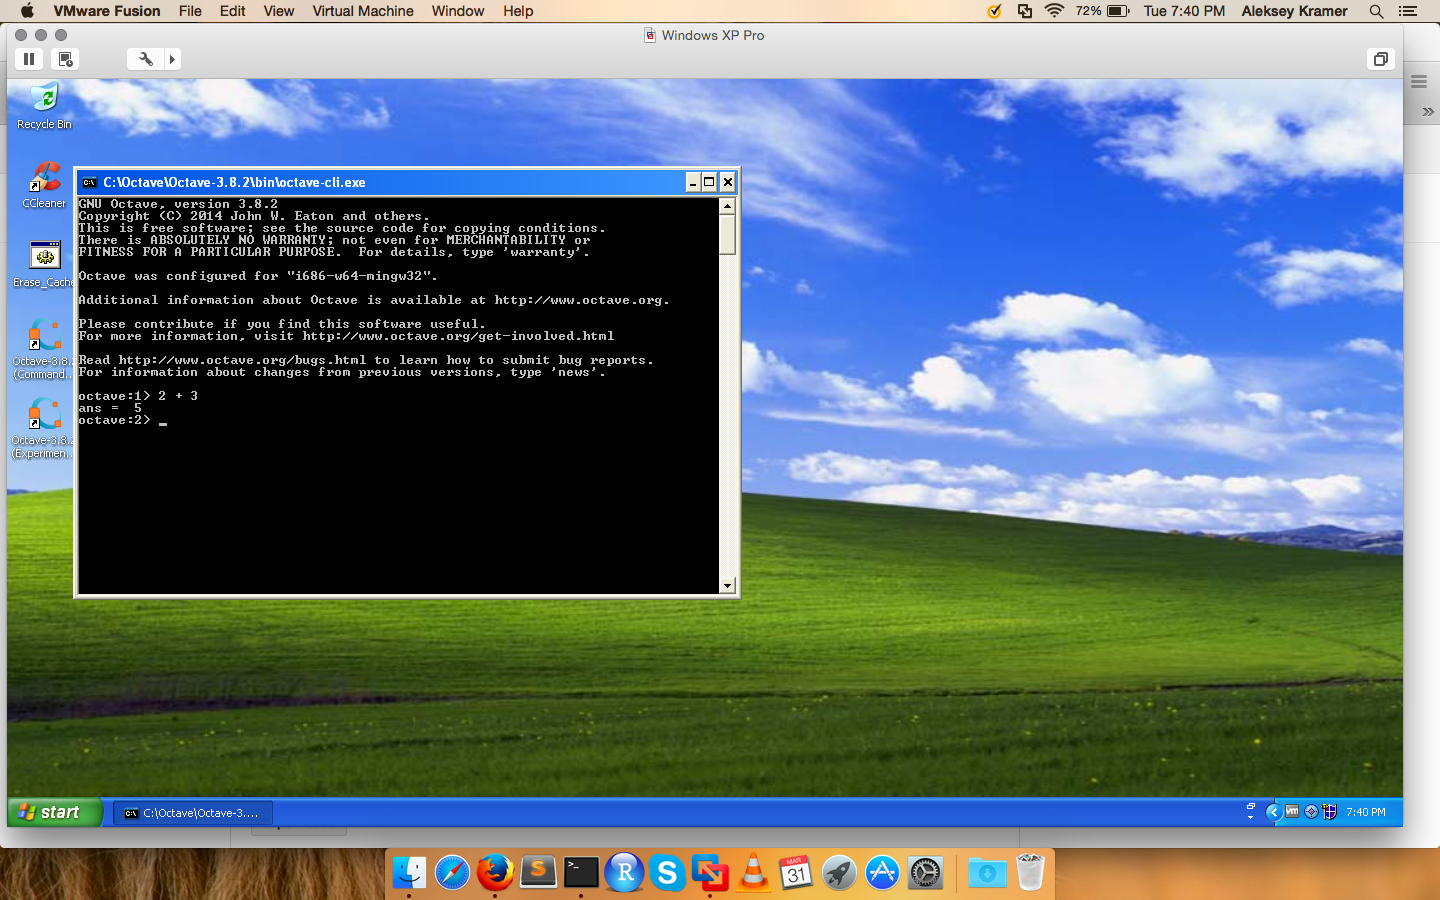 VMware Fusion File Edit View Virtual Machine Window Help 72% Tue 7:40 PM Aleksey Kramer
Windows XP Pro
Recycle Bin
CCleaner
Erase_Cache
Octave-3.8.2
(Command...
Octave-3.8.2
(Experimen...
C:\Octave\Octave-3.8.2\bin\octave-cli.exe
GNU Octave, version 3.8.2
Copyright (C) 2014 John W. Eaton and others.
This is free software; see the source code for copying conditions.
There is ABSOLUTELY NO WARRANTY; not even for MERCHANTABILITY or
FITNESS FOR A PARTICULAR PURPOSE.  For details, type 'warranty'.
Octave was configured for "i686-w64-mingw32".
Additional information about Octave is available at http://www.octave.org.
Please contribute if you find this software useful.
For more information, visit http://www.octave.org/get-involved.html
Read http://www.octave.org/bugs.html to learn how to submit bug reports.
For information about changes from previous versions, type 'news'.
octave:1> 2 + 3
ans =  5
octave:2> _
start C:\Octave\Octave-3.... 7:40 PM
MAR
31